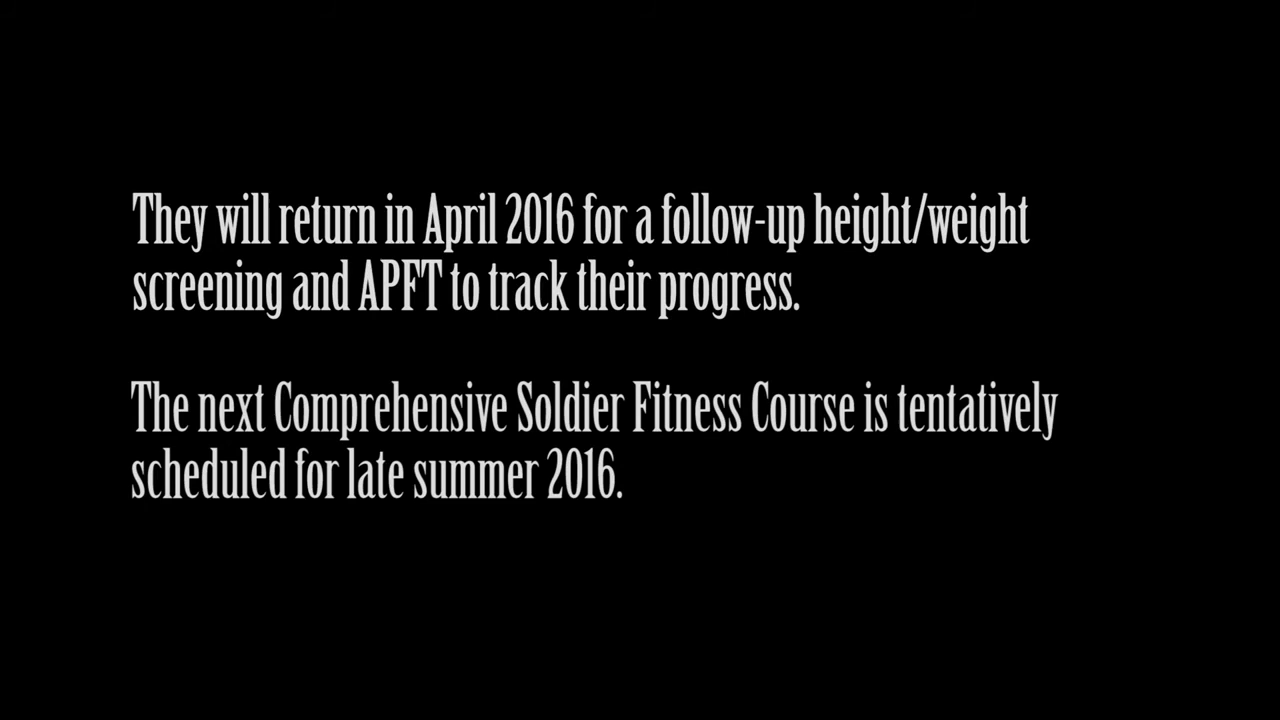 They will return in April 2016 for a follow-up height/weight
screening and APFT to track their progress.
The next Comprehensive Soldier Fitness Course is tentatively
scheduled for late summer 2016.